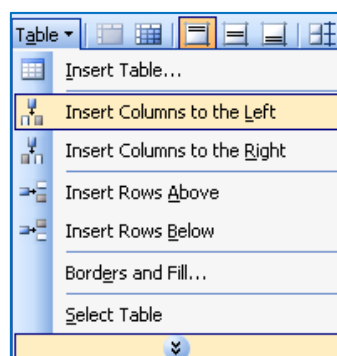 Table
Insert Table...
Insert Columns to the Left
Insert Columns to the Right
Insert Rows Above
Insert Rows Below
Borders and Fill...
Select Table